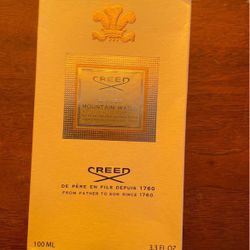 CREED
MOUNTAIN WATER
CREED
DE PÈRE EN FILS DEPUIS 1760
FROM FATHER TO SON SINCE 1760
100 ML
3.3 FL OZ